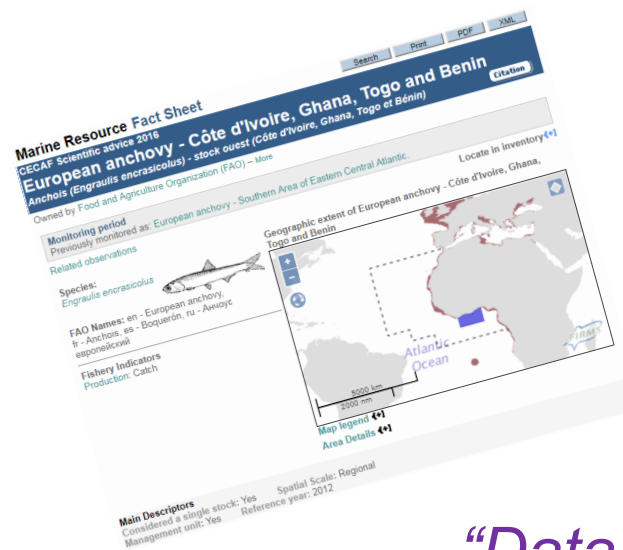 Search Print PDF XML
Marine Resource Fact Sheet
CECAF Scientific advice 2016
European anchovy - Côte d'Ivoire, Ghana, Togo and Benin
Anchois (Engraulis encrasicolus) - stock ouest (Côte d'Ivoire, Ghana, Togo et Bénin)
Citation
Owned by Food and Agriculture Organization (FAO) – More
Monitoring period
Previously monitored as: European anchovy - Southern Area of Eastern Central Atlantic.
Locate in inventory[+]
Related observations
Species:
Engraulis encrasicolus
FAO Names: en - European anchovy,
fr - Anchois, es - Boquerón, ru - Анчоус
европейский
Fishery Indicators
Production: Catch
Geographic extent of European anchovy - Côte d'Ivoire, Ghana,
Togo and Benin
+
−
Atlantic
Ocean
FIRMS
5000 km
2000 nm
Map legend [+]
Area Details [+]
Main Descriptors
Considered a single stock: Yes Spatial Scale: Regional
Management unit: Yes Reference year: 2012
“Data